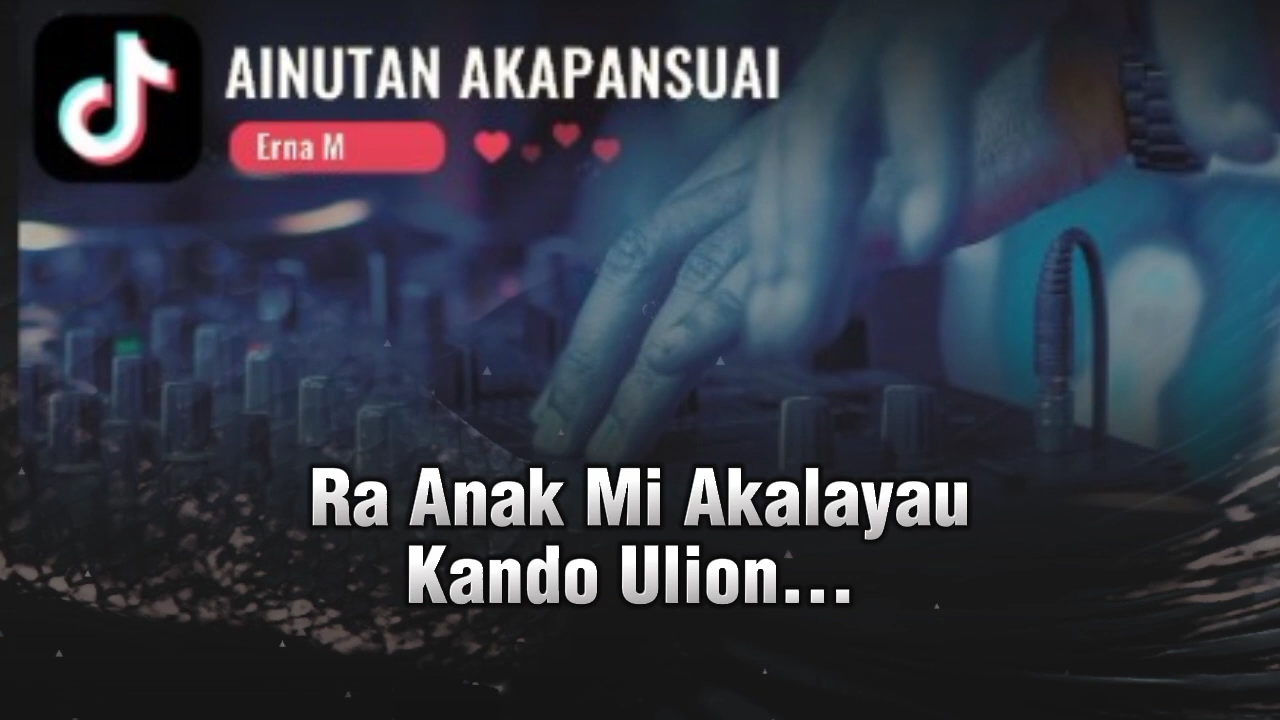 AINUTAN AKAPANSUAI
Erna M
Ra Anak Mi Akalayau
Kando Ulion...